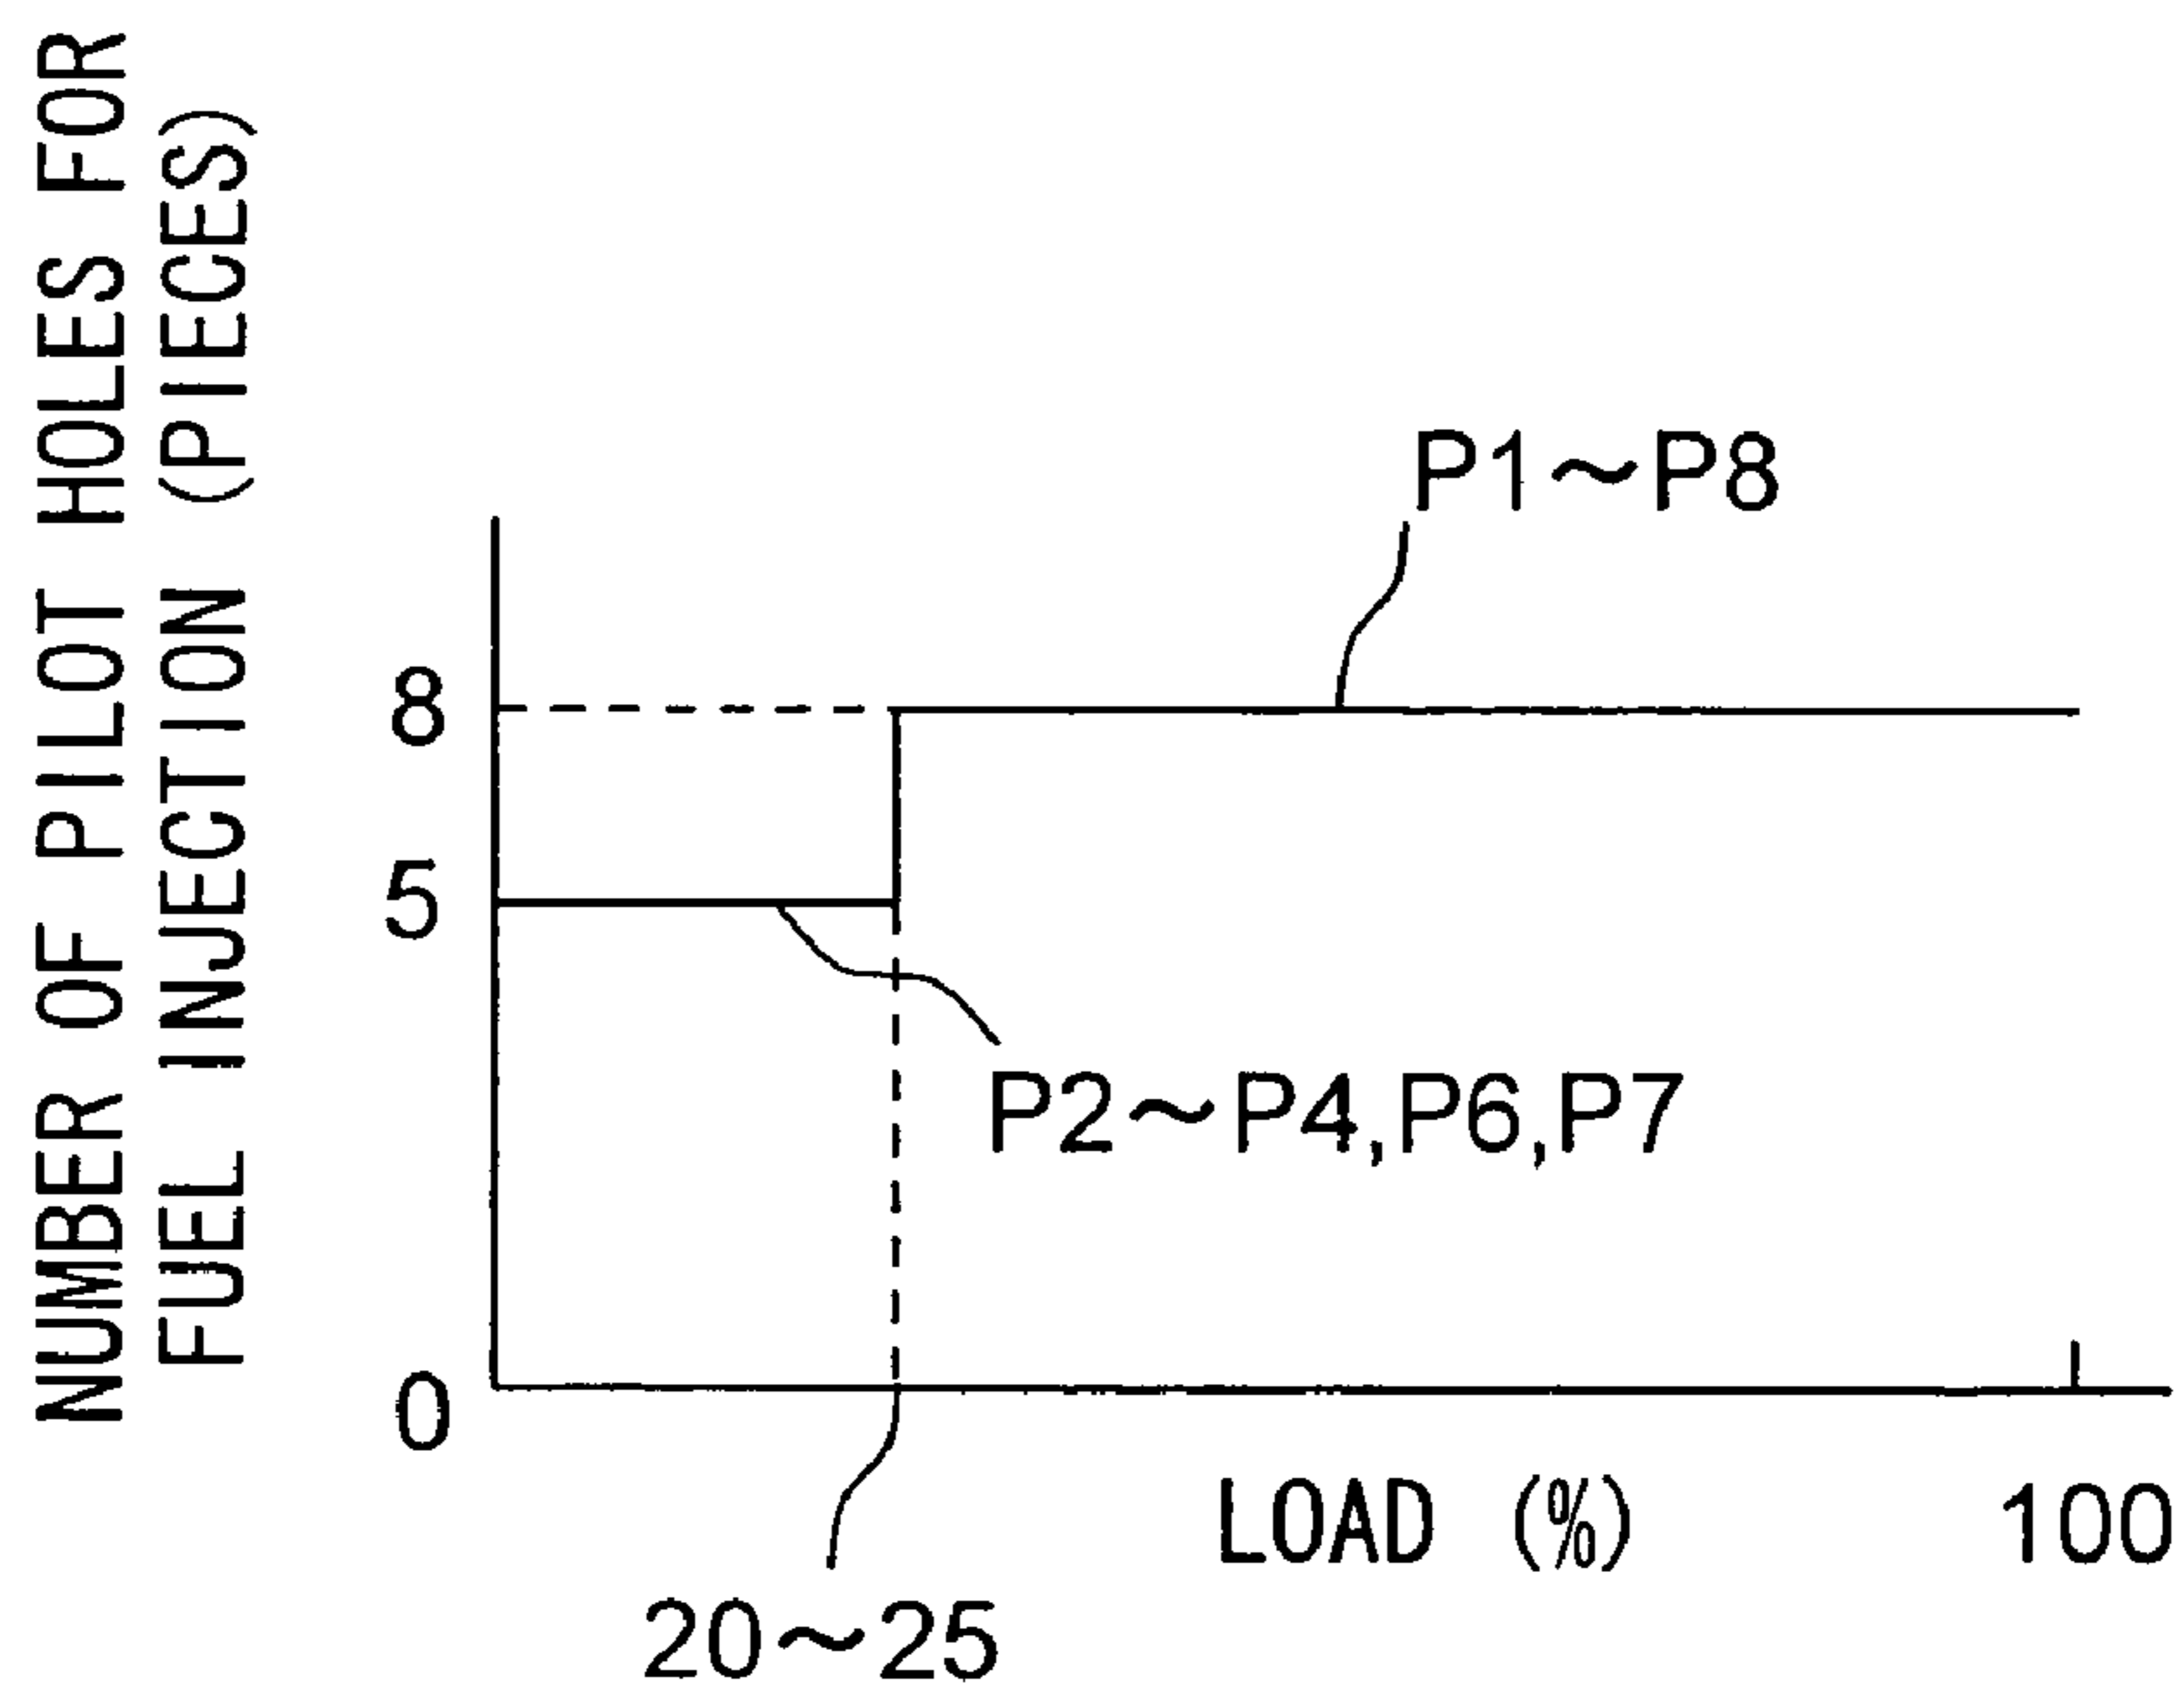 NUMBER OF PILOT HOLES FOR
FUEL INJECTION (PIECES)
P1~P8
8
5
P2~P4,P6,P7
0
LOAD (%)
100
20~25